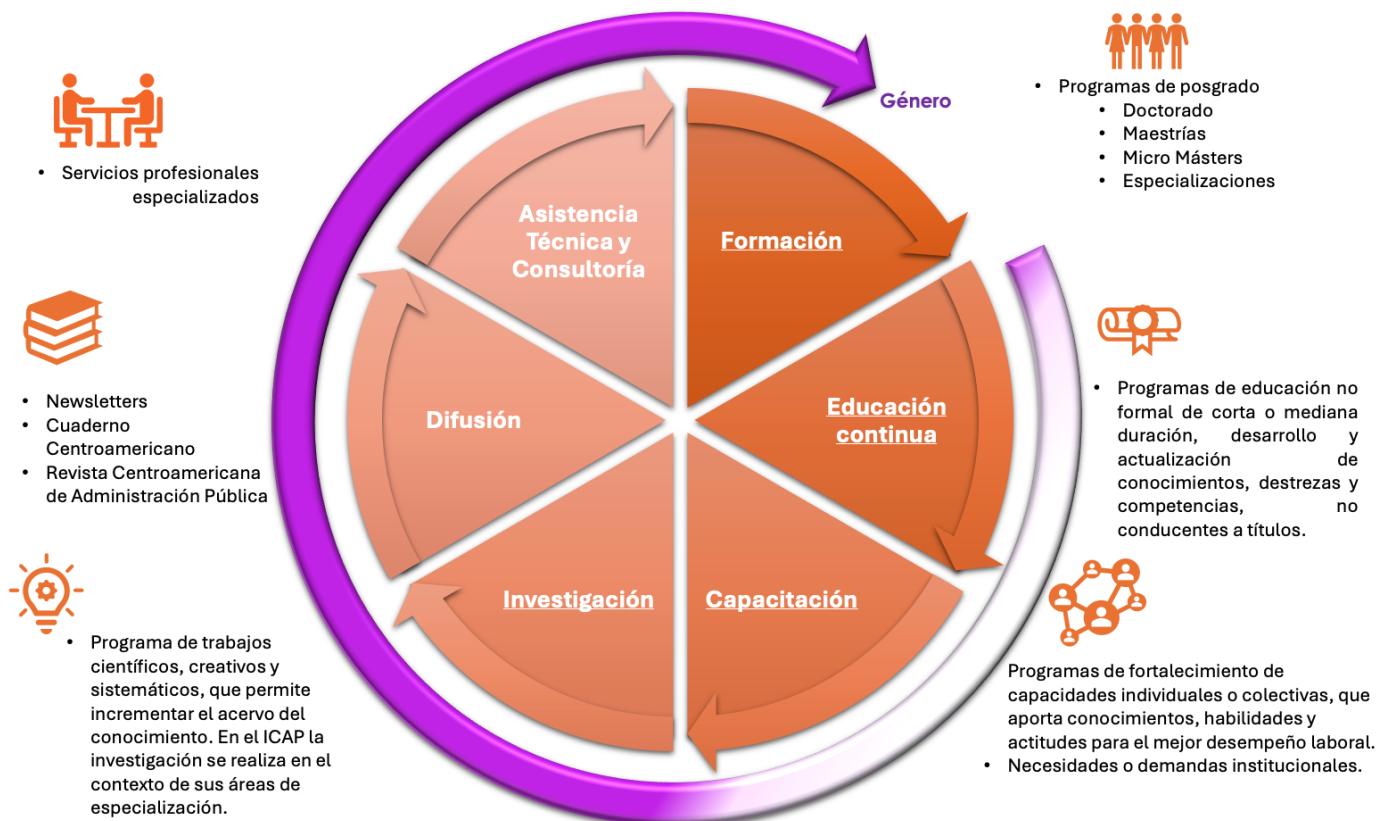 Género
• Programas de posgrado
• Doctorado
• Maestrías
• Micro Másters
• Especializaciones
• Servicios profesionales
especializados
Asistencia
Técnica y
Consultoría
Formación
• Newsletters
• Cuaderno
Centroamericano
• Revista Centroamericana
de Administración Pública
Difusión
Educación
continua
• Programas de educación no
formal de corta o mediana
duración, desarrollo y
actualización de
conocimientos, destrezas y
competencias, no
conducentes a títulos.
Investigación
Capacitación
• Programa de trabajos
científicos, creativos y
sistemáticos, que permite
incrementar el acervo del
conocimiento. En el ICAP la
investigación se realiza en el
contexto de sus áreas de
especialización.
Programas de fortalecimiento de
capacidades individuales o colectivas, que
aporta conocimientos, habilidades y
actitudes para el mejor desempeño laboral.
• Necesidades o demandas institucionales.